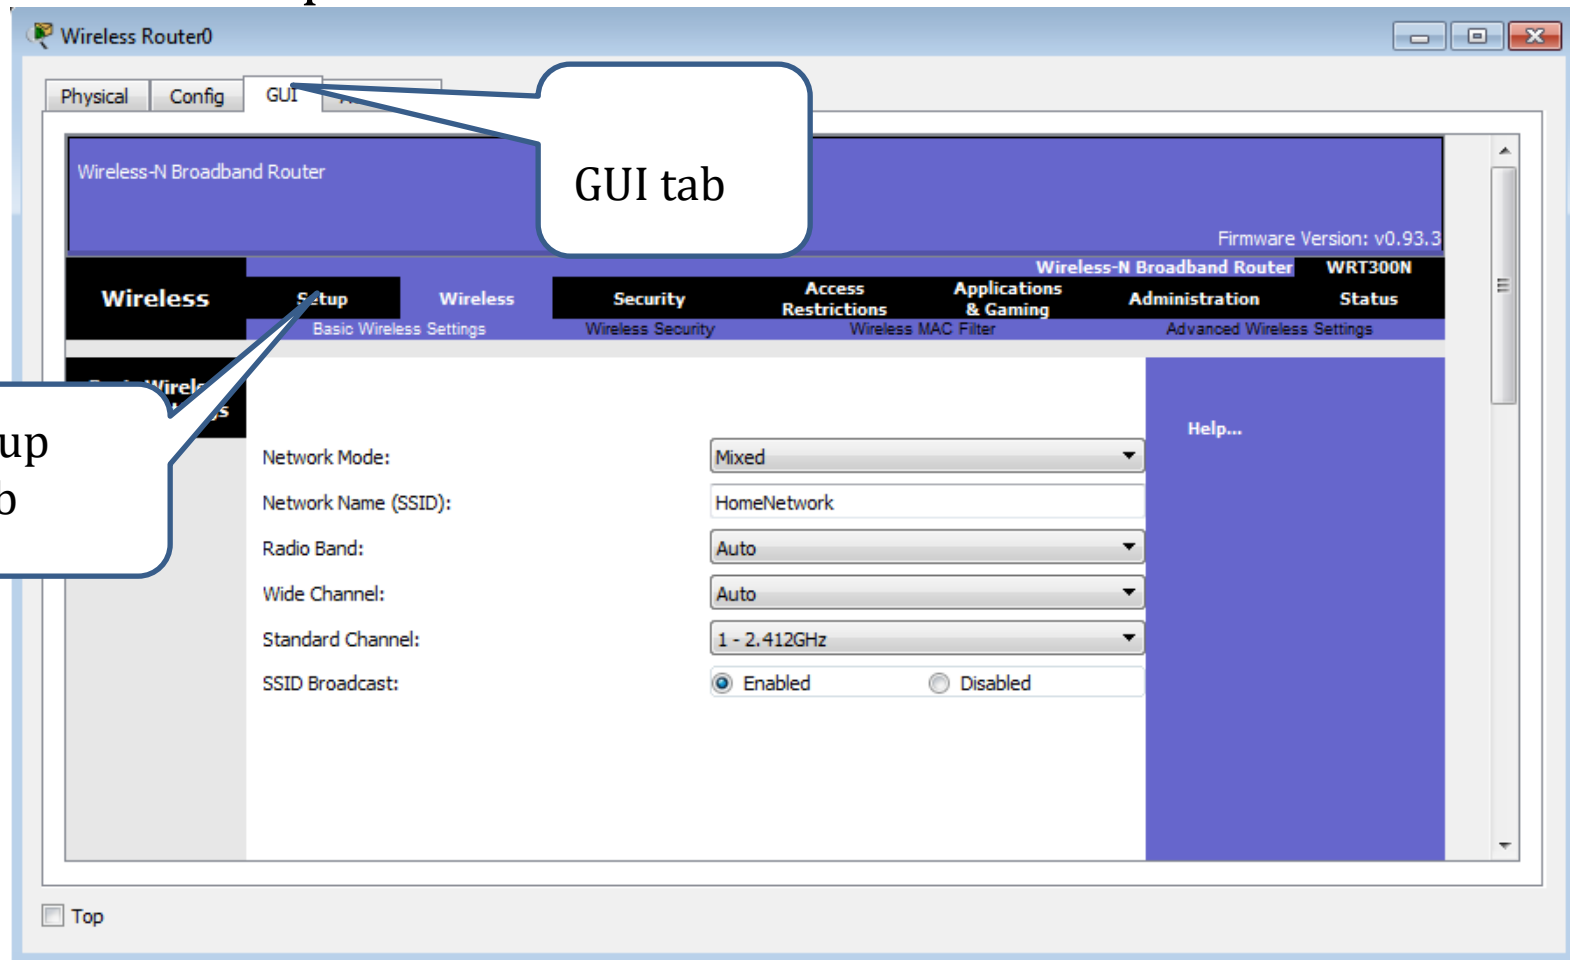 Wireless Router0
Physical Config GUI
GUI tab
Wireless-N Broadband Router
Firmware Version: v0.93.3
Wireless-N Broadband Router WRT300N
Wireless Setup Wireless Security Access Restrictions Applications & Gaming Administration Status
Basic Wireless Settings Wireless Security Wireless MAC Filter Advanced Wireless Settings
Help...
up
Network Mode: Mixed
Network Name (SSID): HomeNetwork
Radio Band: Auto
Wide Channel: Auto
Standard Channel: 1 - 2.412GHz
SSID Broadcast: Enabled Disabled
Top